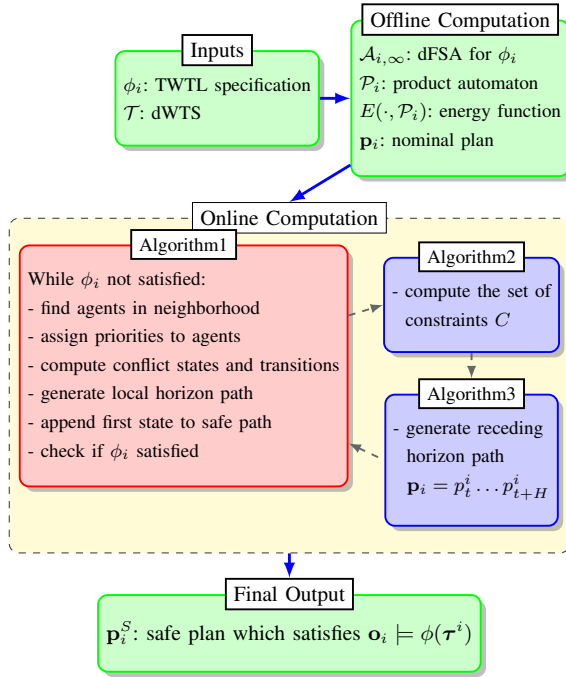 Inputs
ϕ_i: TWTL specification
𝒯: dWTS
Offline Computation
𝒜_{i,∞}: dFSA for ϕ_i
𝒫_i: product automaton
E(·, 𝒫_i): energy function
𝐩_i: nominal plan
Online Computation
Algorithm1
While ϕ_i not satisfied:
- find agents in neighborhood
- assign priorities to agents
- compute conflict states and transitions
- generate local horizon path
- append first state to safe path
- check if ϕ_i satisfied
Algorithm2
- compute the set of
constraints C
Algorithm3
- generate receding
horizon path
𝐩_i = p_t^i … p_{t+H}^i
Final Output
𝐩_i^S: safe plan which satisfies 𝐨_i ⊨ ϕ(𝝉^i)